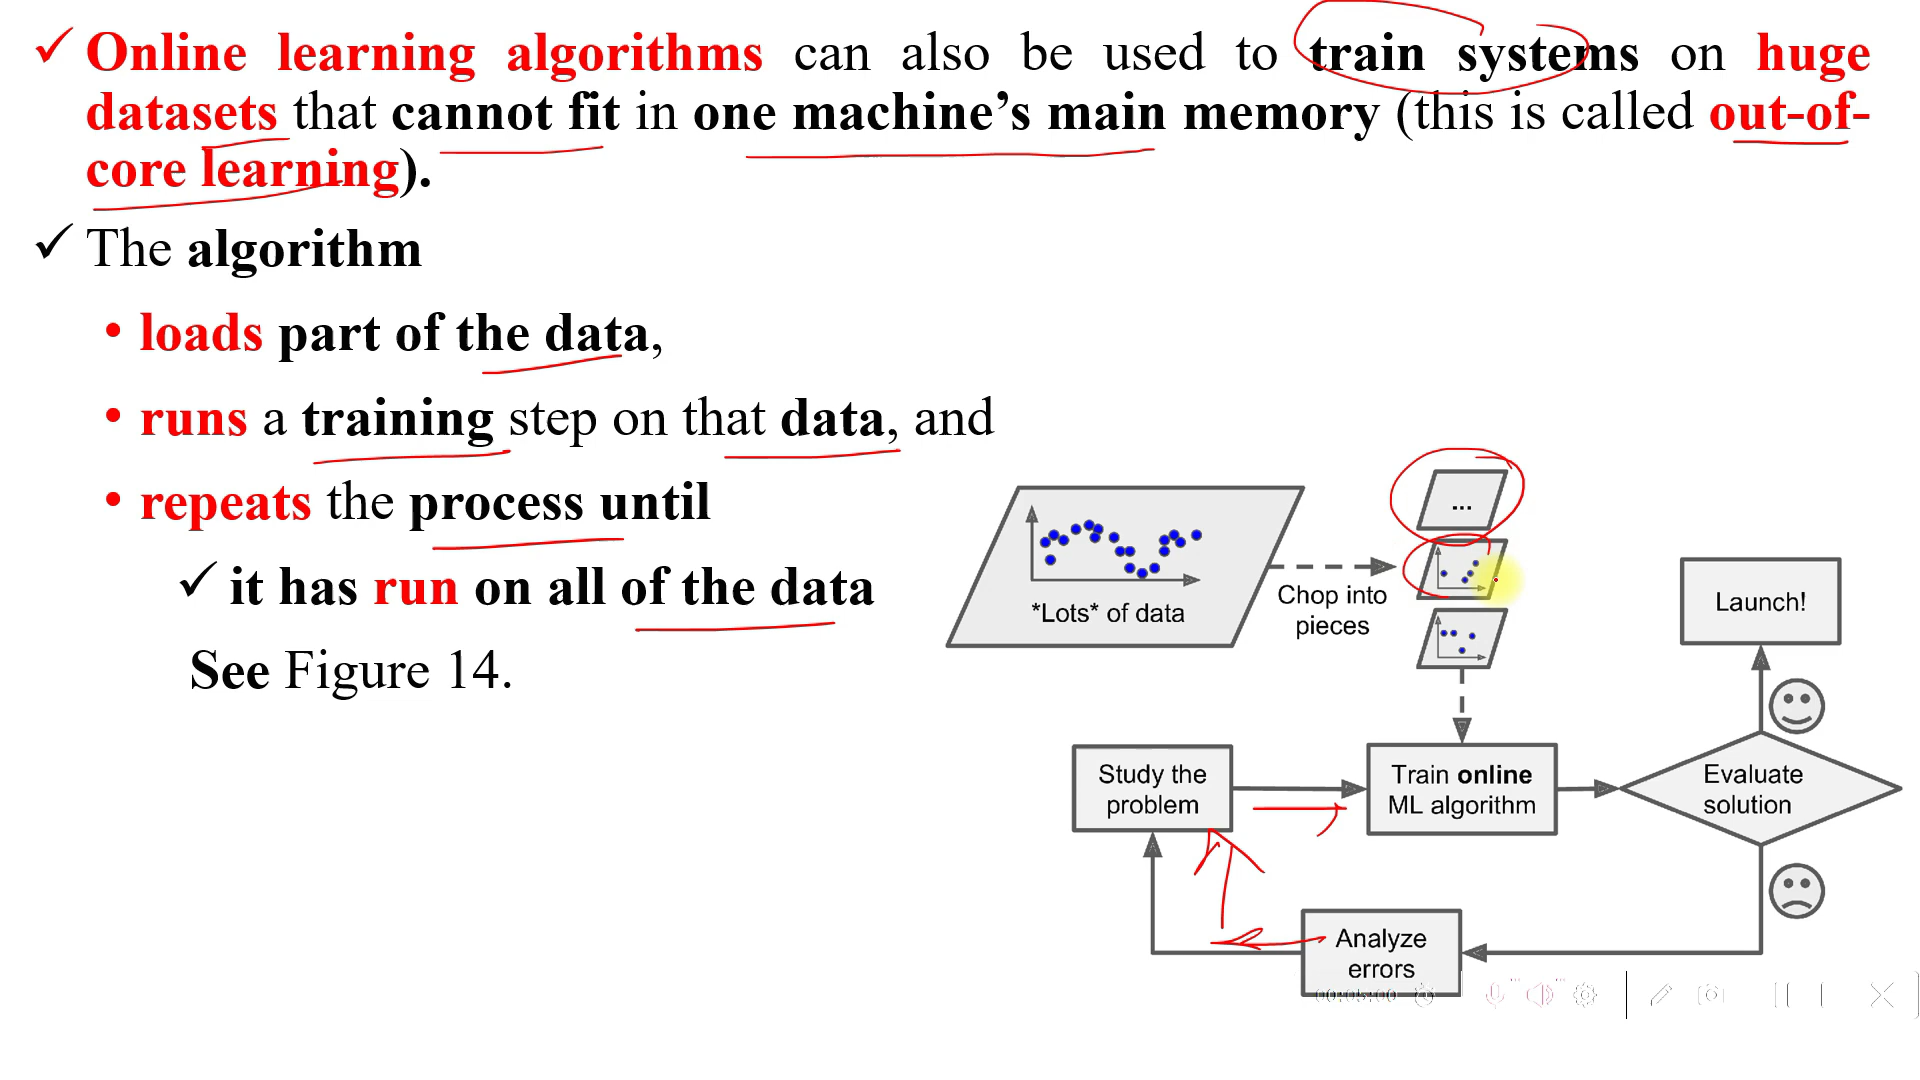 ✓ Online learning algorithms can also be used to train systems on huge
datasets that cannot fit in one machine’s main memory (this is called out-of-
core learning).
✓ The algorithm
• loads part of the data,
• runs a training step on that data, and
• repeats the process until
✓ it has run on all of the data
See Figure 14.
...
*Lots* of data
Chop into
pieces
Launch!
Study the
problem
Train online
ML algorithm
Evaluate
solution
Analyze
errors
00:05:00